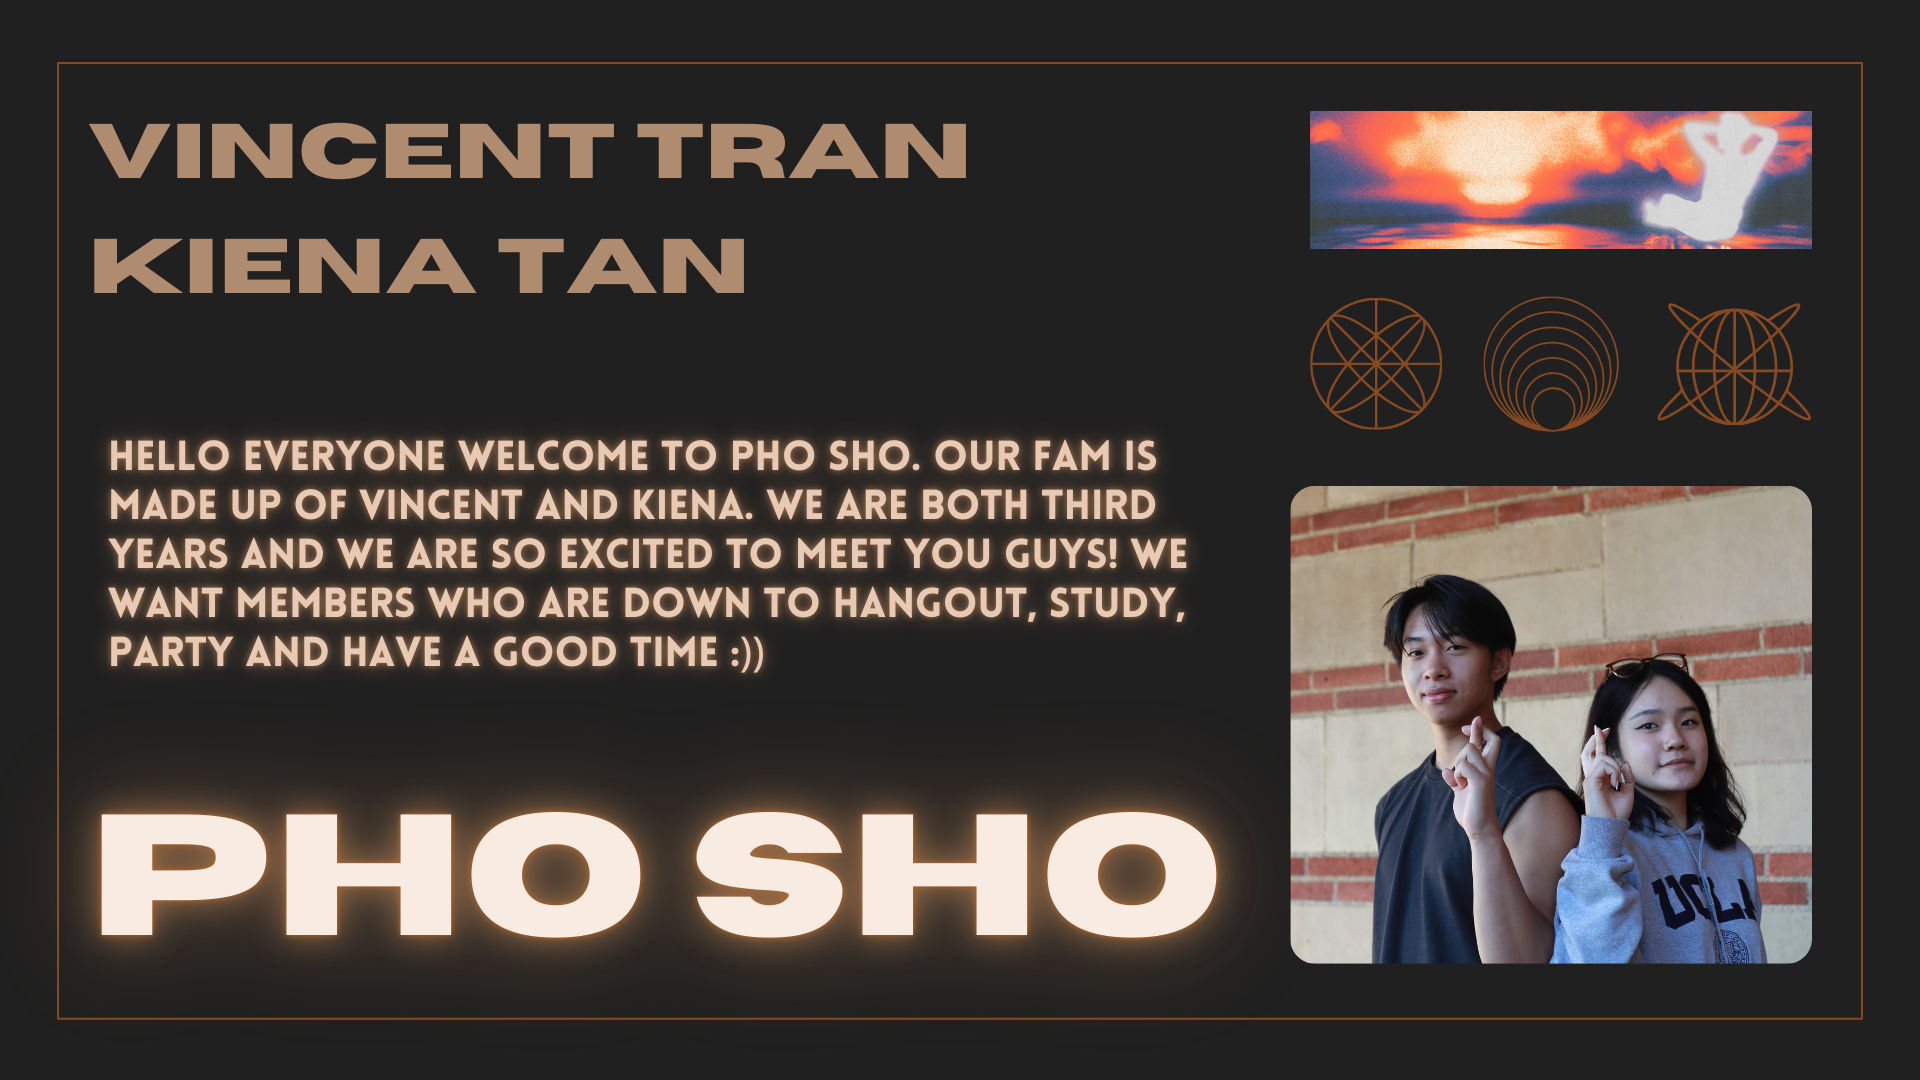 VINCENT TRAN
KIENA TAN
HELLO EVERYONE WELCOME TO PHO SHO. OUR FAM IS
MADE UP OF VINCENT AND KIENA. WE ARE BOTH THIRD
YEARS AND WE ARE SO EXCITED TO MEET YOU GUYS! WE
WANT MEMBERS WHO ARE DOWN TO HANGOUT, STUDY,
PARTY AND HAVE A GOOD TIME :))
PHO SHO
UCLA